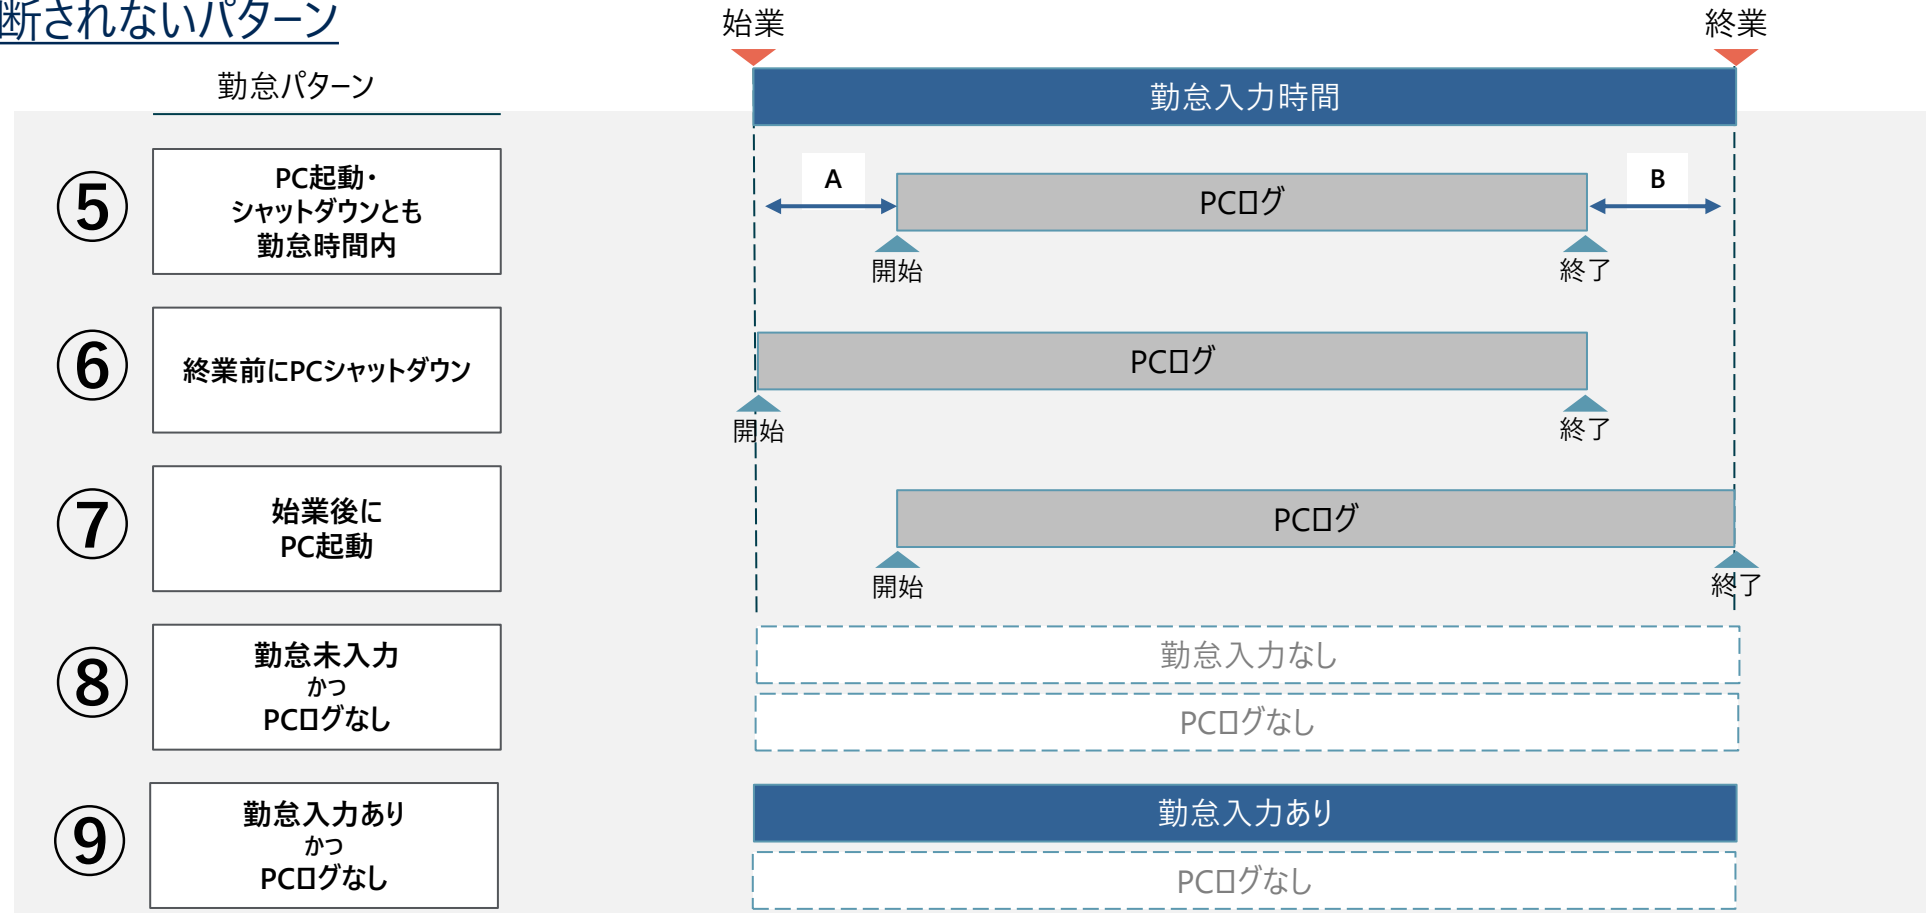 断されないパターン
始業
終業
勤怠パターン
勤怠入力時間
⑤
PC起動・
シャットダウンとも
勤怠時間内
A
PCログ
B
開始
終了
⑥
終業前にPCシャットダウン
PCログ
開始
終了
⑦
始業後に
PC起動
PCログ
開始
終了
⑧
勤怠未入力
かつ
PCログなし
勤怠入力なし
PCログなし
⑨
勤怠入力あり
かつ
PCログなし
勤怠入力あり
PCログなし